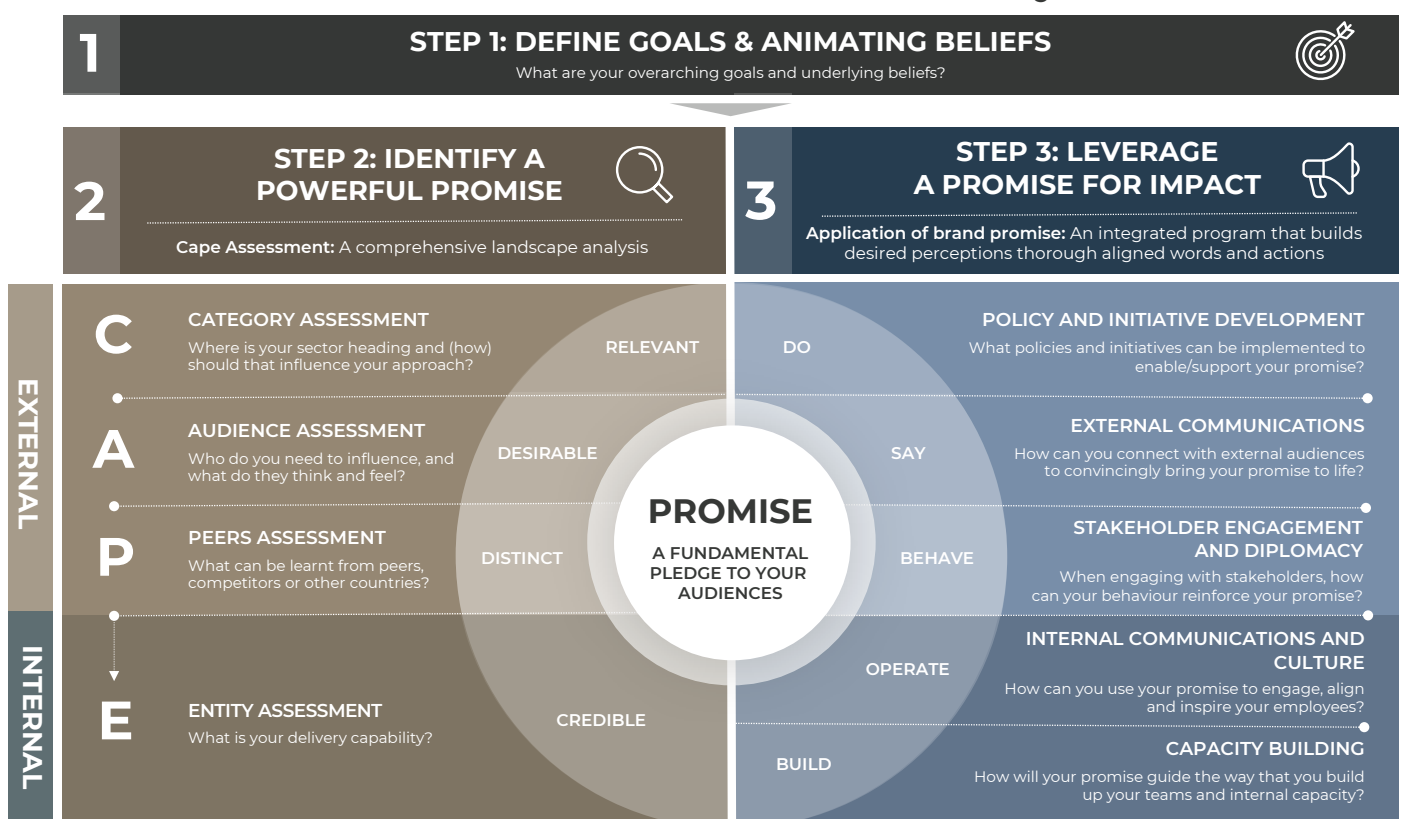 1
STEP 1: DEFINE GOALS & ANIMATING BELIEFS
What are your overarching goals and underlying beliefs?
2
STEP 2: IDENTIFY A
POWERFUL PROMISE
Cape Assessment: A comprehensive landscape analysis
3
STEP 3: LEVERAGE
A PROMISE FOR IMPACT
Application of brand promise: An integrated program that builds
desired perceptions thorough aligned words and actions
EXTERNAL
INTERNAL
C
CATEGORY ASSESSMENT
Where is your sector heading and (how)
should that influence your approach?
RELEVANT
A
AUDIENCE ASSESSMENT
Who do you need to influence, and
what do they think and feel?
DESIRABLE
P
PEERS ASSESSMENT
What can be learnt from peers,
competitors or other countries?
DISTINCT
E
ENTITY ASSESSMENT
What is your delivery capability?
CREDIBLE
PROMISE
A FUNDAMENTAL
PLEDGE TO YOUR
AUDIENCES
DO
POLICY AND INITIATIVE DEVELOPMENT
What policies and initiatives can be implemented to
enable/support your promise?
SAY
EXTERNAL COMMUNICATIONS
How can you connect with external audiences
to convincingly bring your promise to life?
BEHAVE
STAKEHOLDER ENGAGEMENT
AND DIPLOMACY
When engaging with stakeholders, how
can your behaviour reinforce your promise?
OPERATE
INTERNAL COMMUNICATIONS AND
CULTURE
How can you use your promise to engage, align
and inspire your employees?
BUILD
CAPACITY BUILDING
How will your promise guide the way that you build
up your teams and internal capacity?